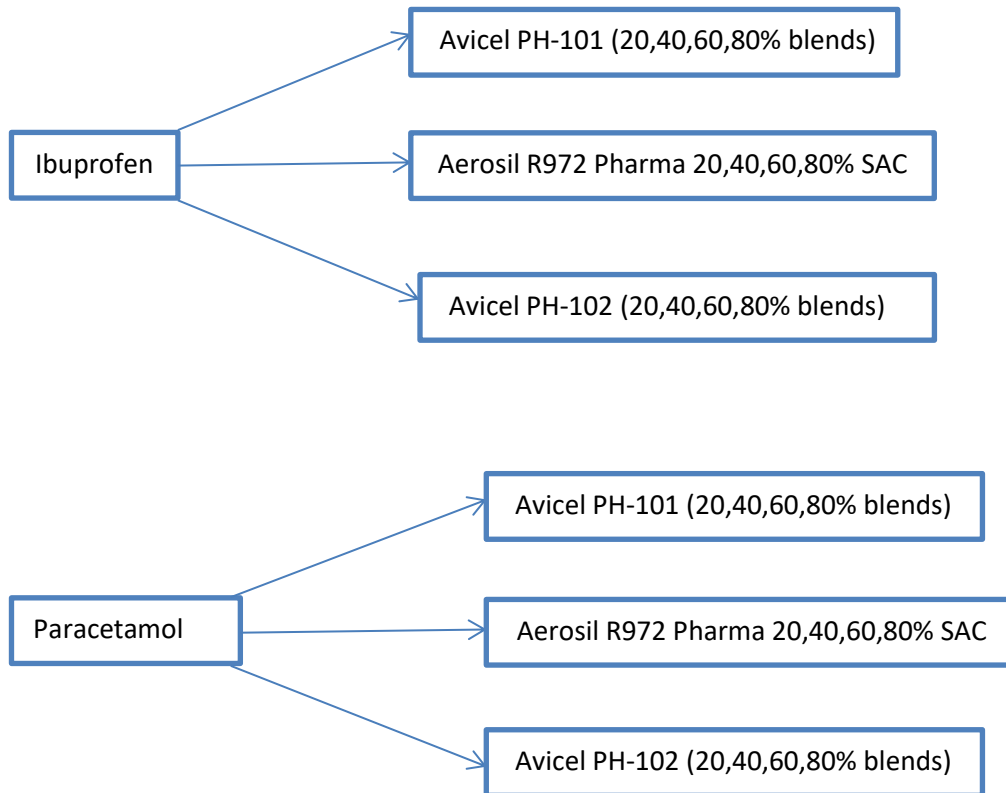 Avicel PH-101 (20,40,60,80% blends)
Ibuprofen
Aerosil R972 Pharma 20,40,60,80% SAC
Avicel PH-102 (20,40,60,80% blends)
Avicel PH-101 (20,40,60,80% blends)
Paracetamol
Aerosil R972 Pharma 20,40,60,80% SAC
Avicel PH-102 (20,40,60,80% blends)